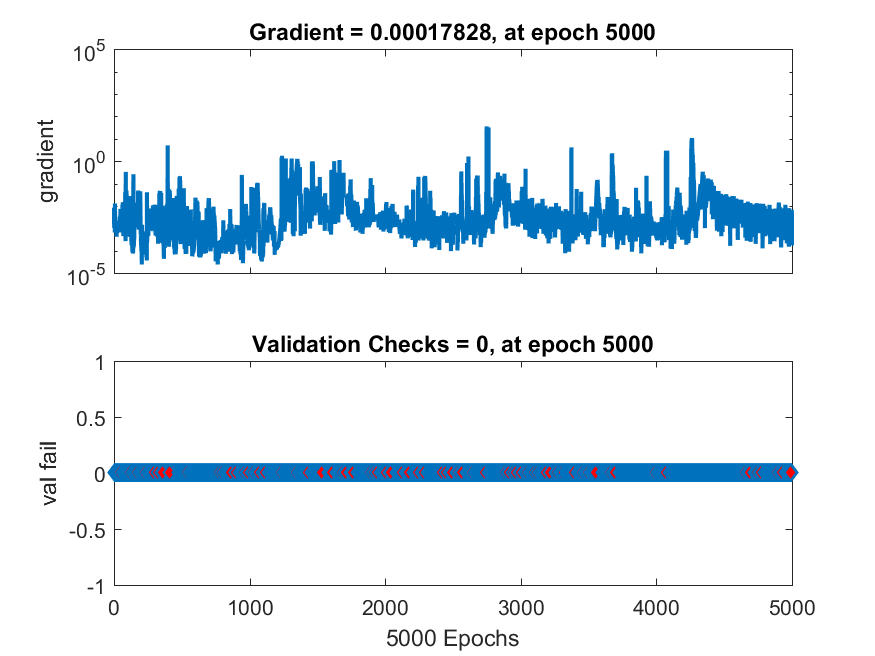 Gradient = 0.00017828, at epoch 5000
10^5
10^0
10^-5
gradient
Validation Checks = 0, at epoch 5000
1
0.5
0
-0.5
-1
val fail
0 1000 2000 3000 4000 5000
5000 Epochs